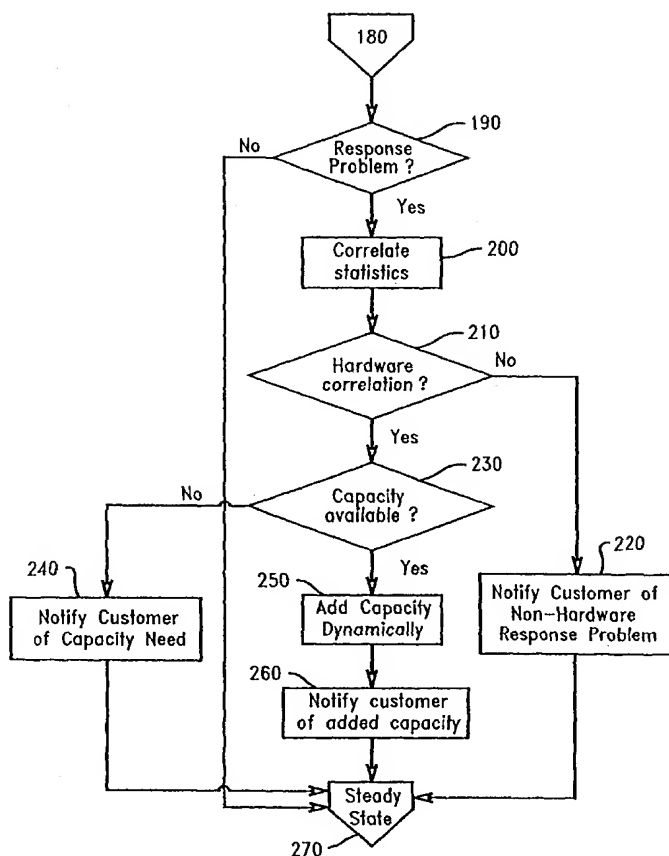 180
190
No
Response
Problem ?
Yes
Correlate
statistics
200
210
Hardware
correlation ?
No
Yes
230
No
Capacity
available ?
240
Yes
220
250
Notify Customer
of Capacity Need
Add Capacity
Dynamically
Notify Customer of
Non-Hardware
Response Problem
260
Notify customer
of added capacity
Steady
State
270